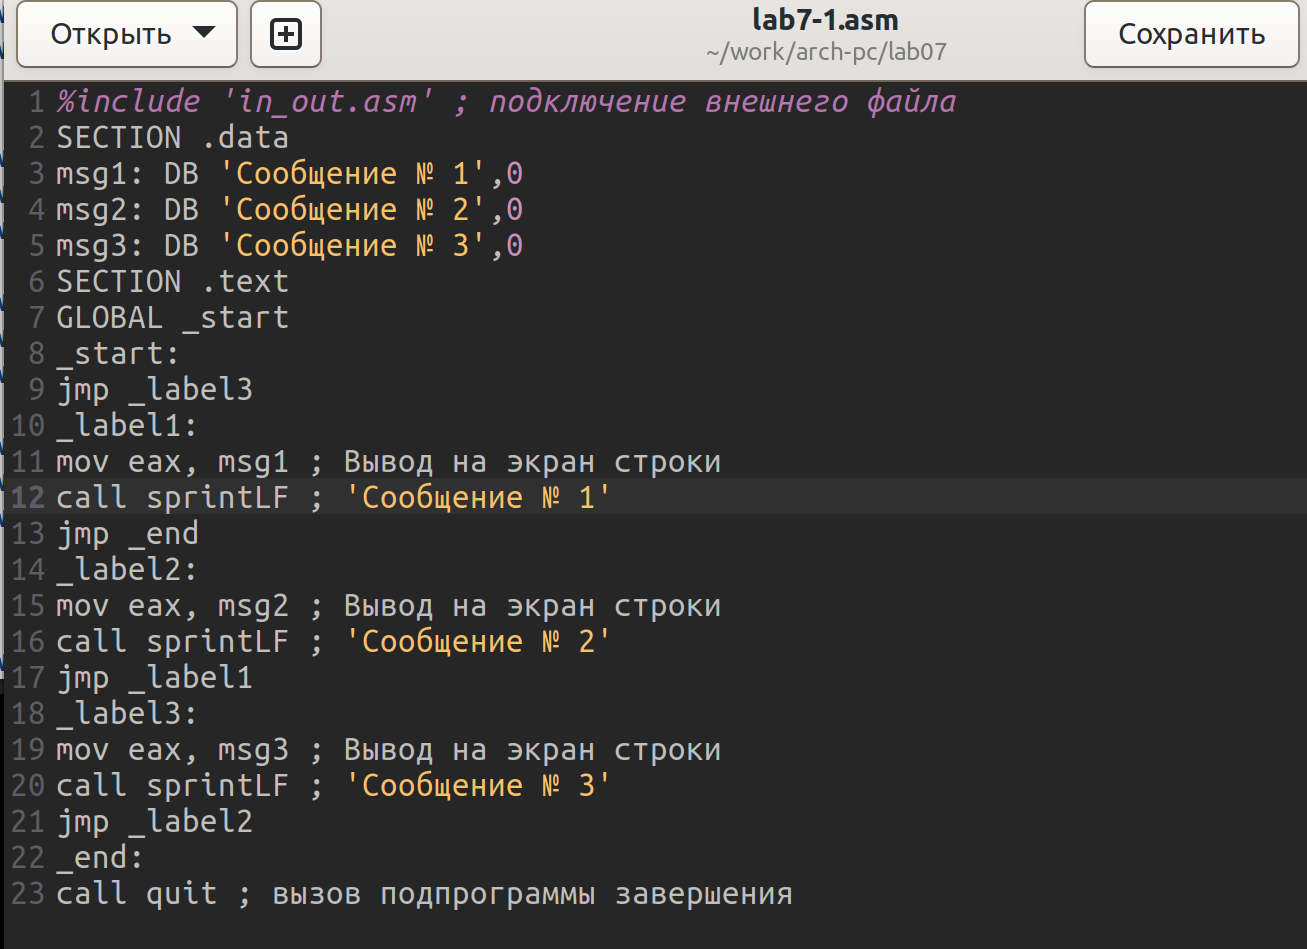 Открыть
lab7-1.asm
~/work/arch-pc/lab07
Сохранить
1 %include 'in_out.asm' ; подключение внешнего файла
2 SECTION .data
3 msg1: DB 'Сообщение № 1',0
4 msg2: DB 'Сообщение № 2',0
5 msg3: DB 'Сообщение № 3',0
6 SECTION .text
7 GLOBAL _start
8 _start:
9 jmp _label3
10 _label1:
11 mov eax, msg1 ; Вывод на экран строки
12 call sprintLF ; 'Сообщение № 1'
13 jmp _end
14 _label2:
15 mov eax, msg2 ; Вывод на экран строки
16 call sprintLF ; 'Сообщение № 2'
17 jmp _label1
18 _label3:
19 mov eax, msg3 ; Вывод на экран строки
20 call sprintLF ; 'Сообщение № 3'
21 jmp _label2
22 _end:
23 call quit ; вызов подпрограммы завершения